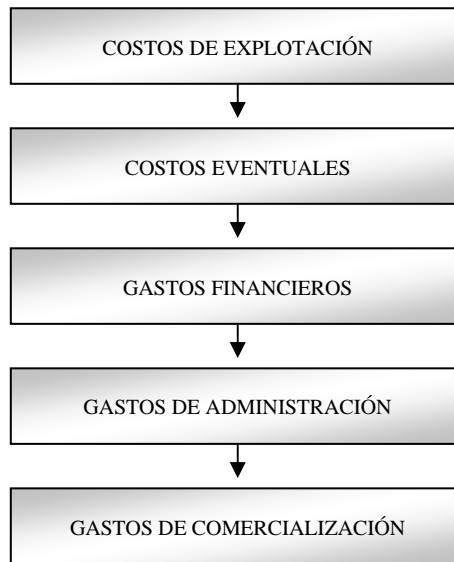 COSTOS DE EXPLOTACIÓN
COSTOS EVENTUALES
GASTOS FINANCIEROS
GASTOS DE ADMINISTRACIÓN
GASTOS DE COMERCIALIZACIÓN